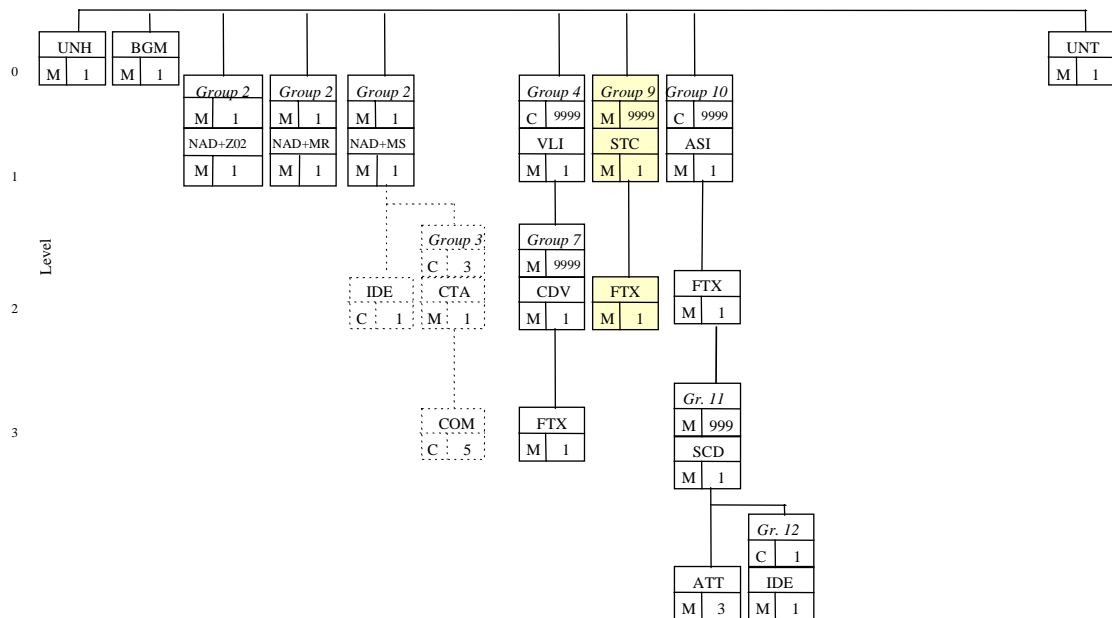 UNH BGM UNT
0 M 1 M 1 M 1
Group 2 Group 2 Group 2 Group 4 Group 9 Group 10
M 1 M 1 M 1 C 9999 M 9999 C 9999
NAD+Z02 NAD+MR NAD+MS VLI STC ASI
1 M 1 M 1 M 1 M 1 M 1 M 1
Level
Group 3 Group 7
C 3 M 9999
IDE CTA CDV FTX FTX
2 C 1 M 1 M 1 M 1 M 1
Gr. 11
M 999
COM FTX
3 C 5 M 1
SCD
M 1
Gr. 12
C 1
ATT IDE
M 3 M 1